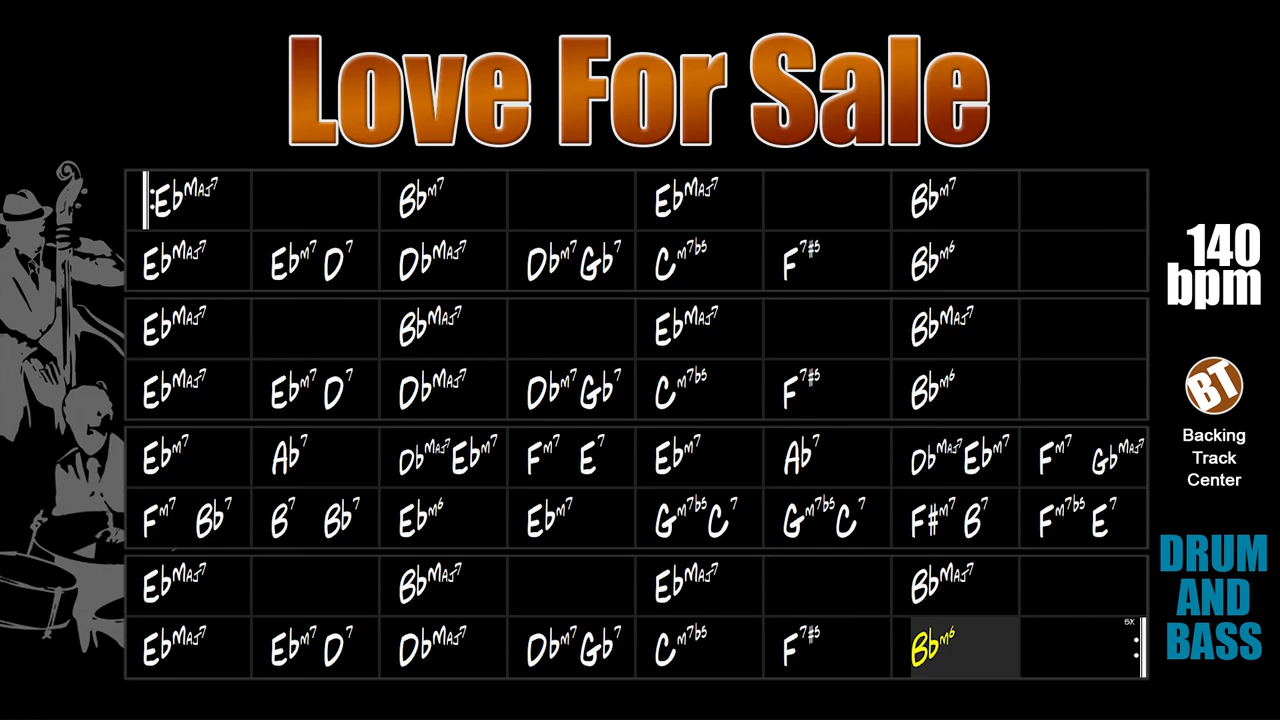 Love For Sale
EbMAJ7 Bbm7 EbMAJ7 Bbm7
EbMAJ7 Ebm7 D7 DbMAJ7 Dbm7 Gb7 Cm7b5 F7#5 Bbm6
EbMAJ7 BbMAJ7 EbMAJ7 BbMAJ7
EbMAJ7 Ebm7 D7 DbMAJ7 Dbm7 Gb7 Cm7b5 F7#5 Bbm6
Ebm7 Ab7 DbMAJ7 Ebm7 Fm7 E7 Ebm7 Ab7 DbMAJ7 Ebm7 Fm7 GbMAJ7
Fm7 Bb7 B7 Bb7 Ebm6 Ebm7 Gm7b5 C7 Gm7b5 C7 F#m7 B7 Fm7b5 E7
EbMAJ7 BbMAJ7 EbMAJ7 BbMAJ7
EbMAJ7 Ebm7 D7 DbMAJ7 Dbm7 Gb7 Cm7b5 F7#5 Bbm6 5X
140
bpm
BT
Backing
Track
Center
DRUM
AND
BASS